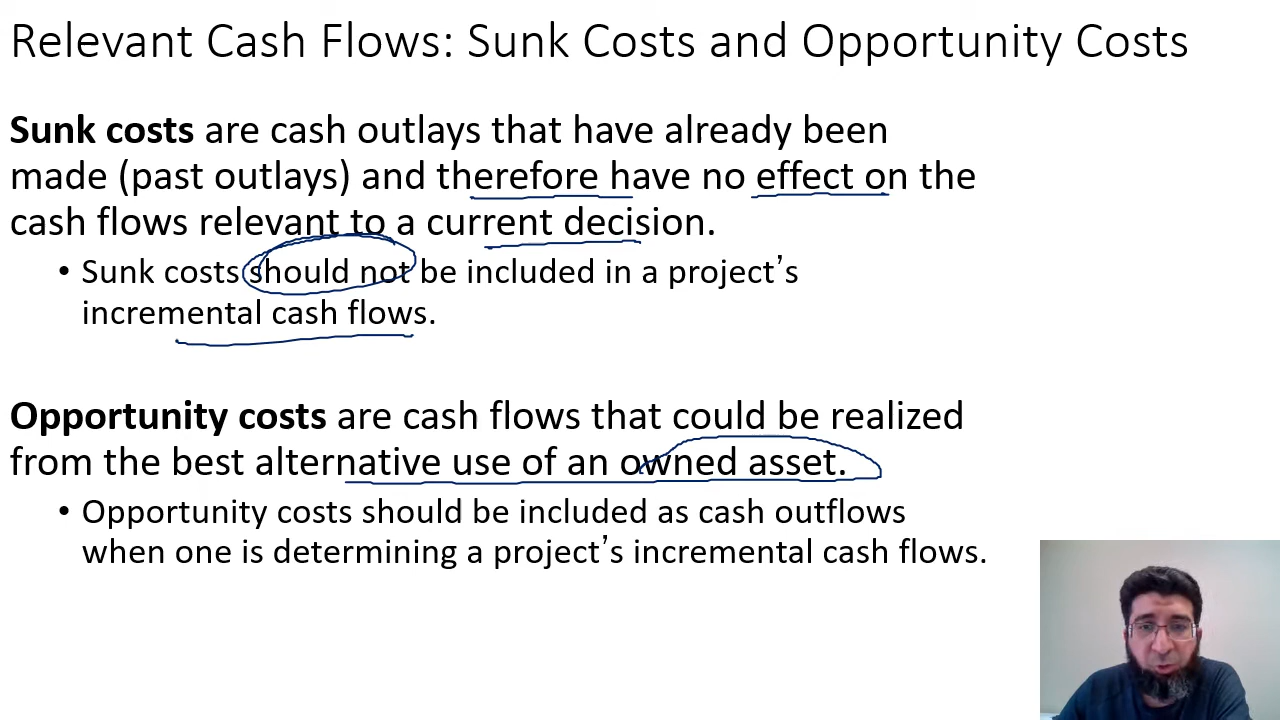 Relevant Cash Flows: Sunk Costs and Opportunity Costs
Sunk costs are cash outlays that have already been
made (past outlays) and therefore have no effect on the
cash flows relevant to a current decision.
• Sunk costs should not be included in a project’s
incremental cash flows.
Opportunity costs are cash flows that could be realized
from the best alternative use of an owned asset.
• Opportunity costs should be included as cash outflows
when one is determining a project’s incremental cash flows.